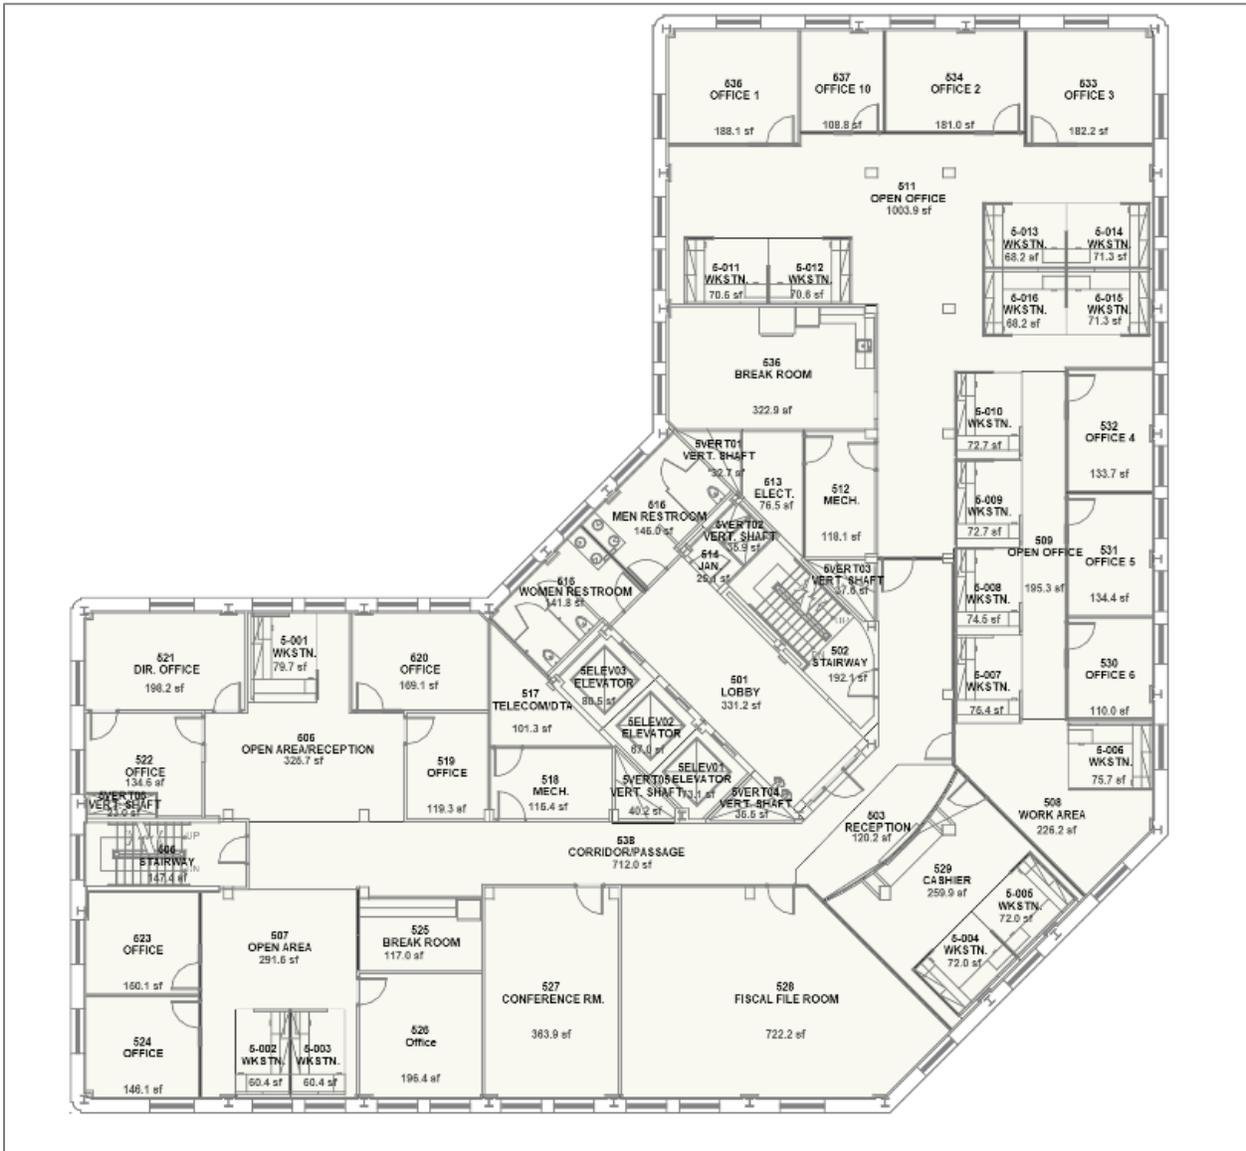 535
OFFICE 1
188.1 sf
537
OFFICE 10
108.8 sf
534
OFFICE 2
181.0 sf
533
OFFICE 3
182.2 sf
511
OPEN OFFICE
1003.9 sf
5-013
WKSTN.
68.2 sf
5-014
WKSTN.
71.3 sf
5-011
WKSTN.
70.6 sf
5-012
WKSTN.
70.6 sf
5-016
WKSTN.
68.2 sf
5-015
WKSTN.
71.3 sf
536
BREAK ROOM
322.9 sf
5-010
WKSTN.
72.7 sf
532
OFFICE 4
133.7 sf
5VERT01
VERT. SHAFT
32.7 sf
513
ELECT.
76.5 sf
512
MECH.
118.1 sf
5-009
WKSTN.
72.7 sf
515
MEN RESTROOM
146.0 sf
5VERT02
VERT. SHAFT
35.9 sf
514
JAN.
509
OPEN OFFICE
195.3 sf
531
OFFICE 5
134.4 sf
5VERT03
VERT. SHAFT
37.6 sf
516
WOMEN RESTROOM
141.8 sf
5-008
WKSTN.
74.5 sf
502
STAIRWAY
192.1 sf
5-007
WKSTN.
76.4 sf
530
OFFICE 6
110.0 sf
521
DIR. OFFICE
198.2 sf
5-001
WKSTN.
79.7 sf
520
OFFICE
169.1 sf
5ELEV03
ELEVATOR
80.5 sf
501
LOBBY
331.2 sf
517
TELECOM/DTA
101.3 sf
5ELEV02
ELEVATOR
67.0 sf
OPEN AREA/RECEPTION
325.7 sf
522
OFFICE
134.6 sf
519
OFFICE
119.3 sf
518
MECH.
115.4 sf
5VERT05
VERT. SHAFT
40.2 sf
5ELEV01
ELEVATOR
73.1 sf
5VERT04
VERT. SHAFT
35.5 sf
5-006
WKSTN.
75.7 sf
VERT. SHAFT
503
RECEPTION
120.2 sf
508
WORK AREA
226.2 sf
UP
STAIRWAY
147.4 sf
538
CORRIDOR/PASSAGE
712.0 sf
529
CASHIER
259.9 sf
5-005
WKSTN.
72.0 sf
5-004
WKSTN.
72.0 sf
523
OFFICE
150.1 sf
507
OPEN AREA
291.6 sf
525
BREAK ROOM
117.0 sf
527
CONFERENCE RM.
363.9 sf
528
FISCAL FILE ROOM
722.2 sf
524
OFFICE
146.1 sf
5-002
WKSTN.
60.4 sf
5-003
WKSTN.
60.4 sf
526
Office
196.4 sf